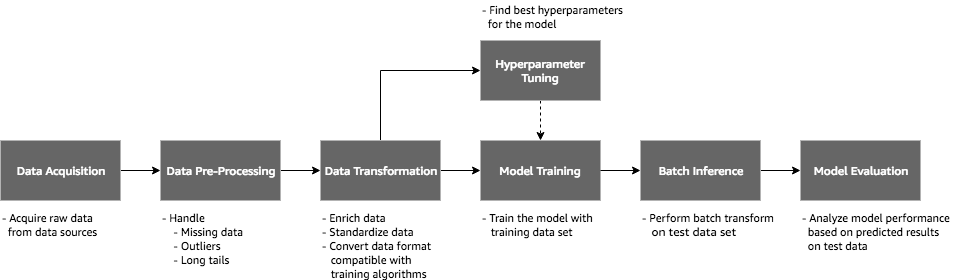 - Find best hyperparameters
for the model
Hyperparameter
Tuning
Data Acquisition
Data Pre-Processing
Data Transformation
Model Training
Batch Inference
Model Evaluation
- Acquire raw data
from data sources
- Handle
- Missing data
- Outliers
- Long tails
- Enrich data
- Standardize data
- Convert data format
compatible with
training algorithms
- Train the model with
training data set
- Perform batch transform
on test data set
- Analyze model performance
based on predicted results
on test data